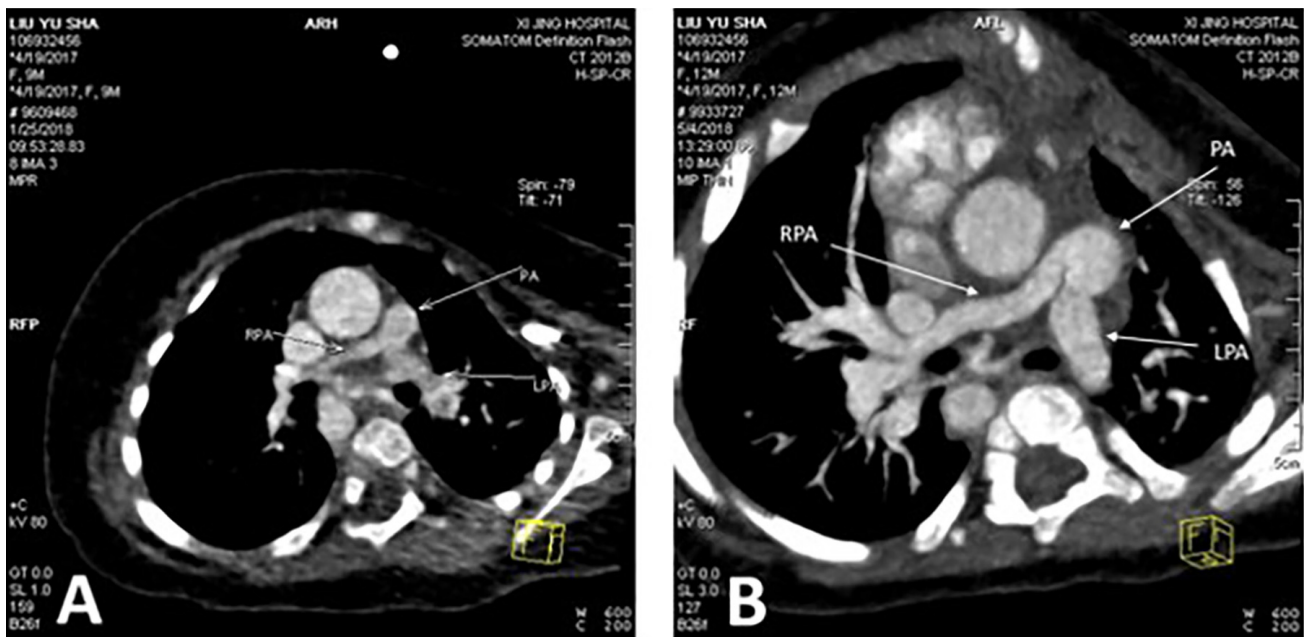 LIU YU SHA
106932456
*4/19/2017
F, 9M
*4/19/2017, F, 9M
# 9609468
1/25/2018
09:53:28.83
8 IMA 3
MPR
ARH
XI JING HOSPITAL
SOMATOM Definition Flash
CT 2012B
H-SP-CR
Spin: -79
Tilt: -71
PA
RPA
LPA
RFP
+C
kV 80
GT 0.0
SL 1.0
159
B26f
A
F
W 600
C 200
LIU YU SHA
106932456
*4/19/2017
F, 12M
*4/19/2017, F, 12M
# 9933727
5/4/2018
10 IMA 1
AFL
XI JING HOSPITAL
SOMATOM Definition Flash
CT 2012B
H-SP-CR
Spin: 56
Tilt: -126
PA
RPA
LPA
RF
5cm
+C
kV 80
GT 0.0
SL 3.0
127
B26f
B
F
W 600
C 200